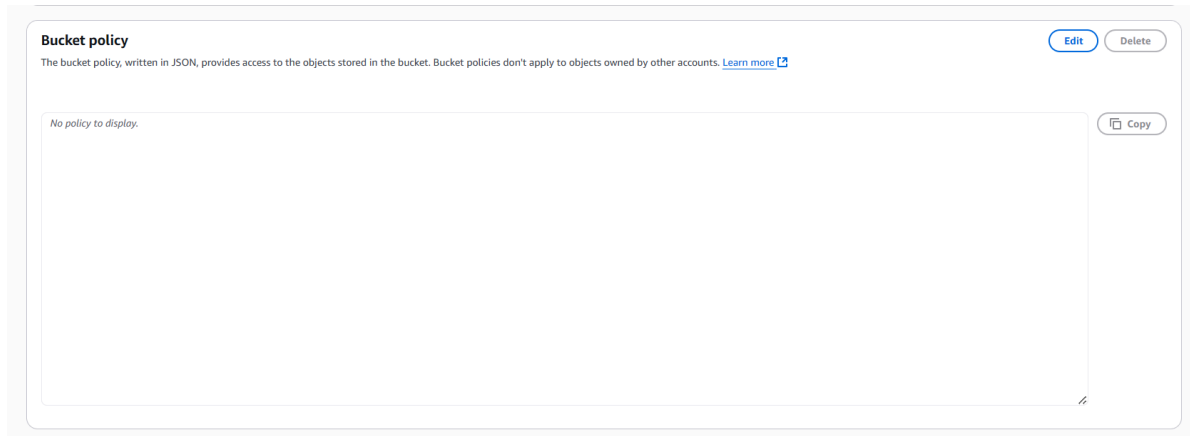 Bucket policy
Edit
Delete
The bucket policy, written in JSON, provides access to the objects stored in the bucket. Bucket policies don't apply to objects owned by other accounts. Learn more
No policy to display.
Copy